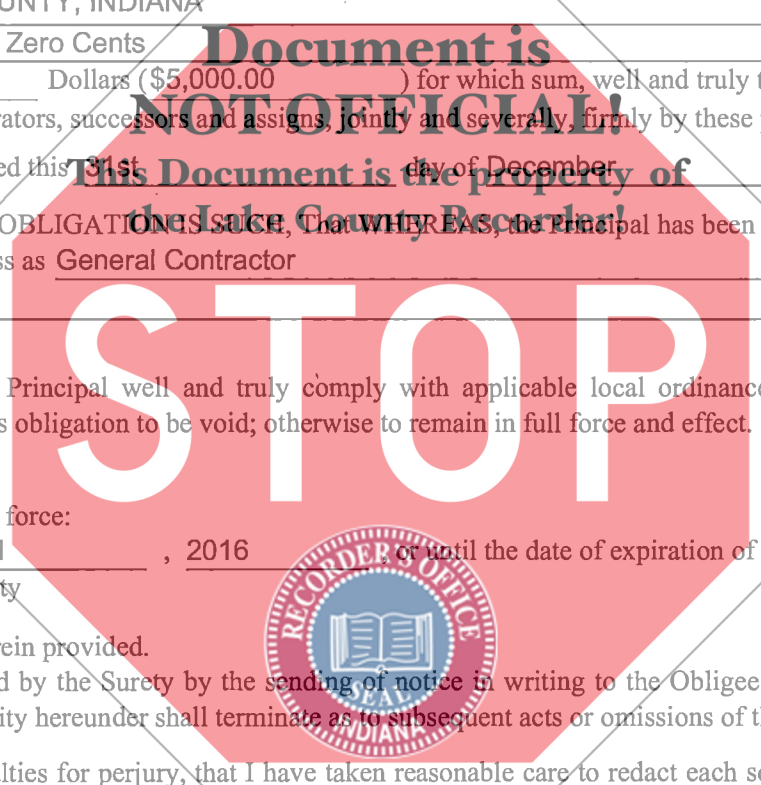 UNTY, INDIANA
Zero Cents
Document is
Dollars ($5,000.00 ) for which sum, well and truly t
NOT OFFICIAL!
rators, successors and assigns, jointly and severally, firmly by these
ed this 31st day of December
This Document is the property of
the Lake County Recorder!
OBLIGATION IS SUCH, That WHEREAS, the Principal has been
ss as General Contractor
STOP
Principal well and truly comply with applicable local ordinance
s obligation to be void; otherwise to remain in full force and effect.
force:
, 2016 , or until the date of expiration of
ty
rein provided.
d by the Surety by the sending of notice in writing to the Obligee
ity hereunder shall terminate as to subsequent acts or omissions of t
alties for perjury, that I have taken reasonable care to redact each s
RECORDER'S OFFICE
SEAL
INDIANA